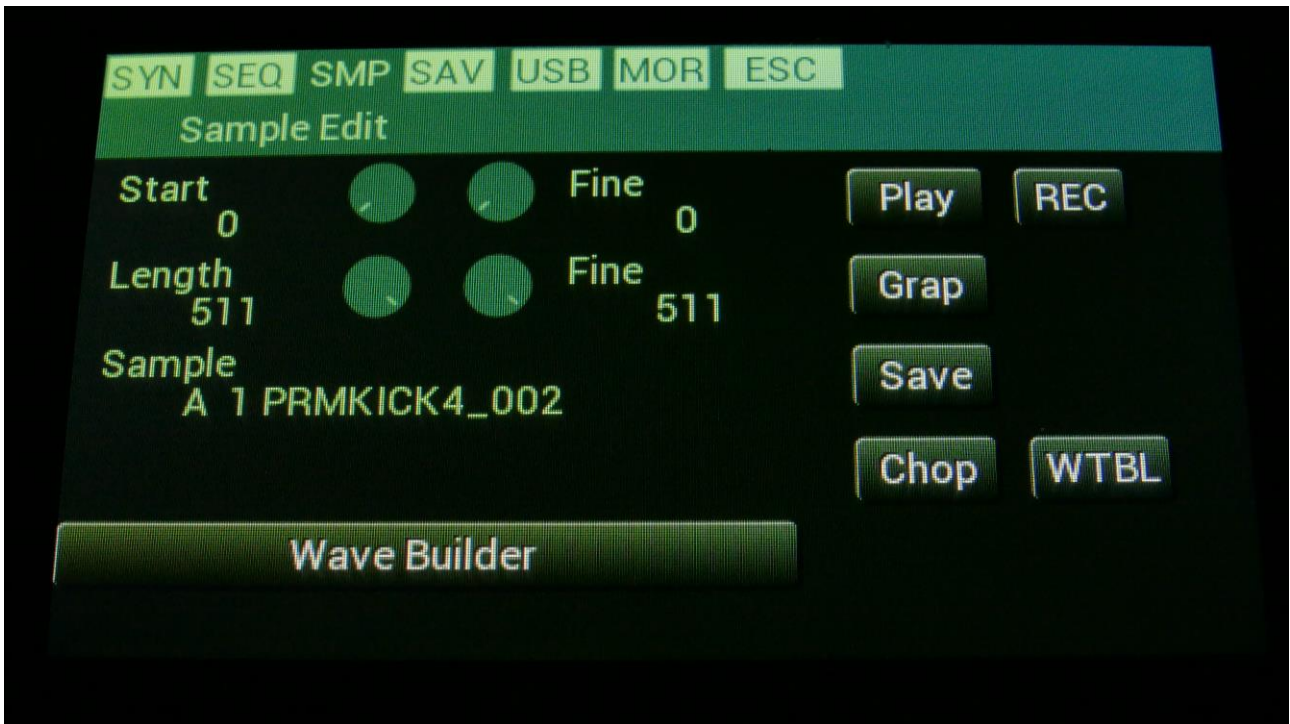 SYN SEQ SMP SAV USB MOR ESC
Sample Edit
Start Fine Play REC
0 0
Length Fine Grap
511 511
Sample Save
A 1 PRMKICK4_002
Chop WTBL
Wave Builder